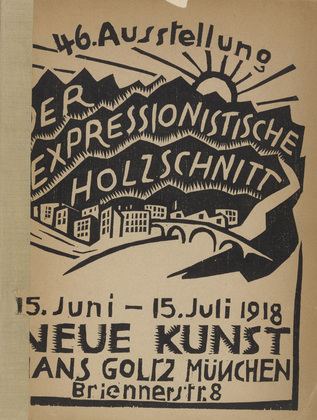 46. Ausstellung
DER
EXPRESSIONISTISCHE
HOLZSCHNITT
15. Juni – 15. Juli 1918
NEUE KUNST
HANS GOLTZ MÜNCHEN
Briennerstr. 8